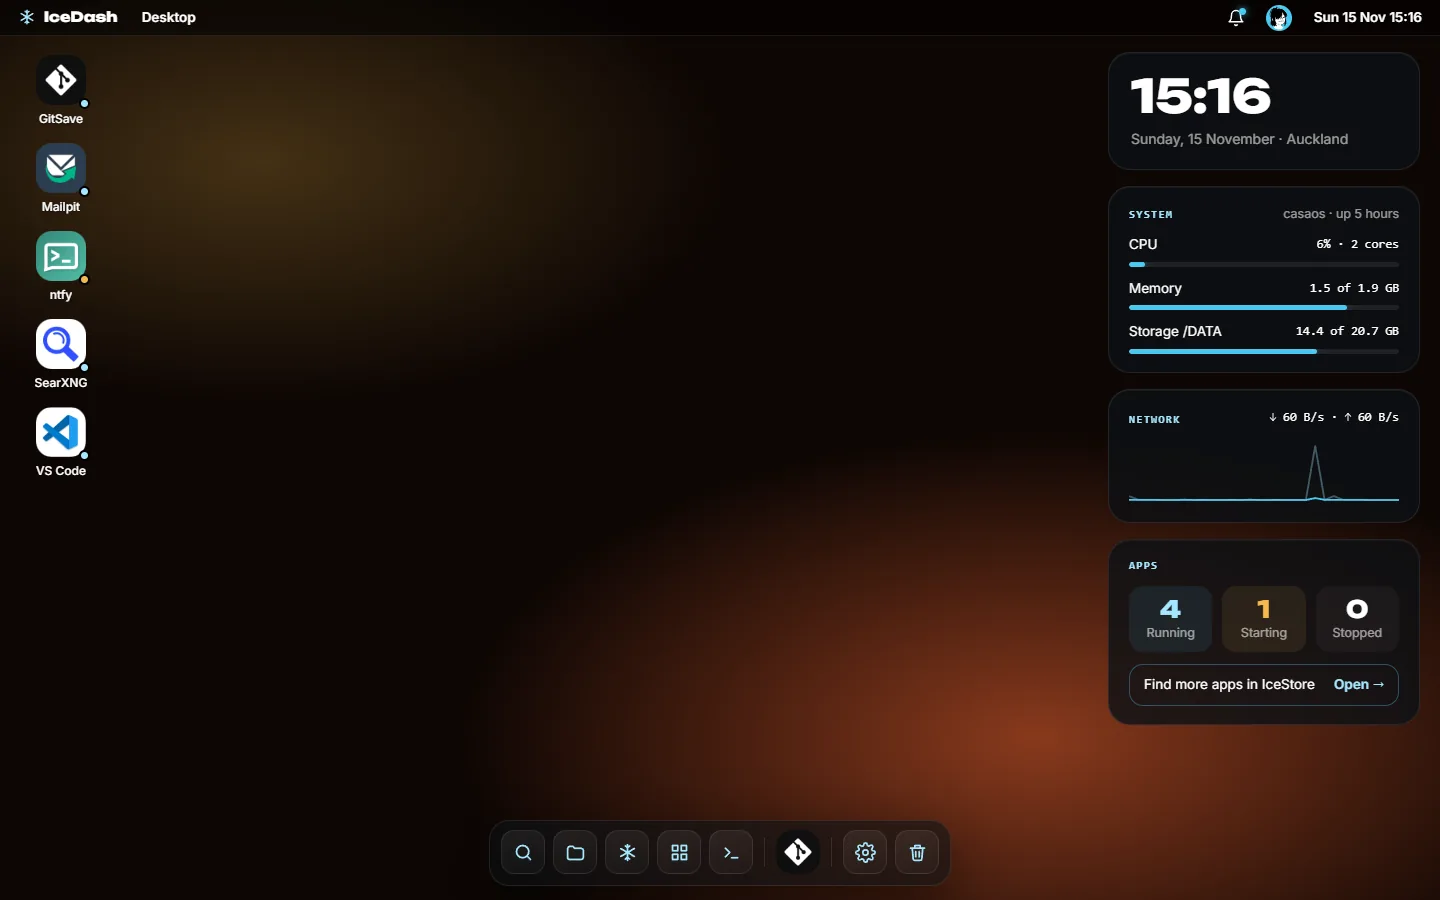 IceDash Desktop Sun 15 Nov 15:16
GitSave
Mailpit
ntfy
SearXNG
VS Code
15:16
Sunday, 15 November · Auckland
SYSTEM casaos · up 5 hours
CPU 6% · 2 cores
Memory 1.5 of 1.9 GB
Storage /DATA 14.4 of 20.7 GB
NETWORK ↓ 60 B/s · ↑ 60 B/s
APPS
4 1 0
Running Starting Stopped
Find more apps in IceStore Open →